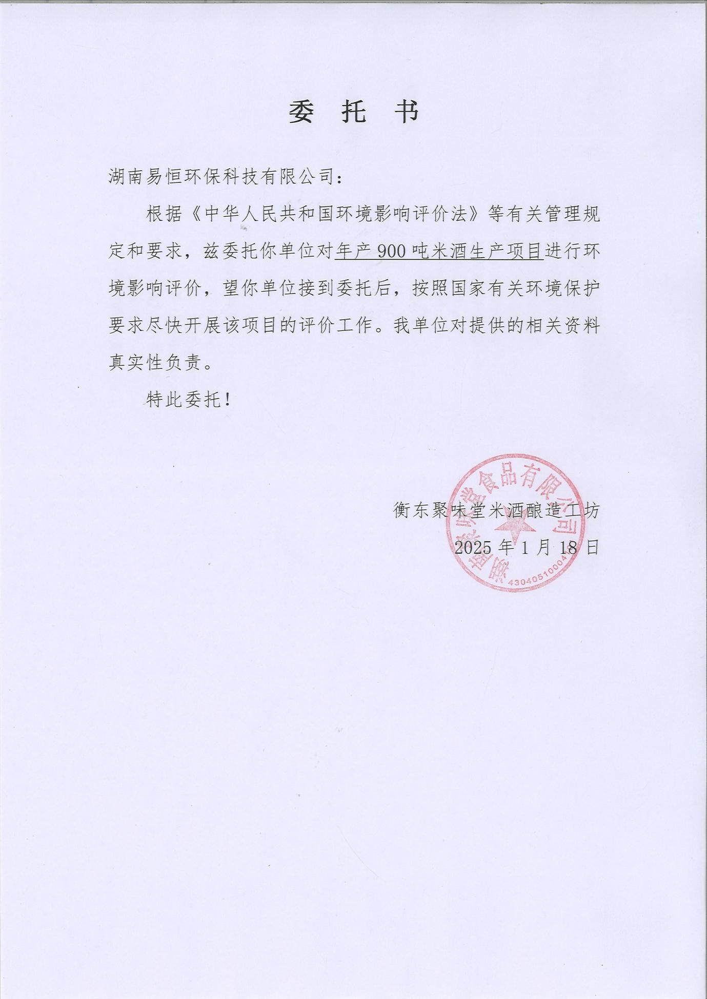 委 托 书
湖南易恒环保科技有限公司：
根据《中华人民共和国环境影响评价法》等有关管理规
定和要求，兹委托你单位对年产 900 吨米酒生产项目进行环
境影响评价，望你单位接到委托后，按照国家有关环境保护
要求尽快开展该项目的评价工作。我单位对提供的相关资料
真实性负责。
特此委托！
衡东聚味堂米酒酿造工坊
2025 年 1 月 18 日
湖南聚味堂食品有限公司